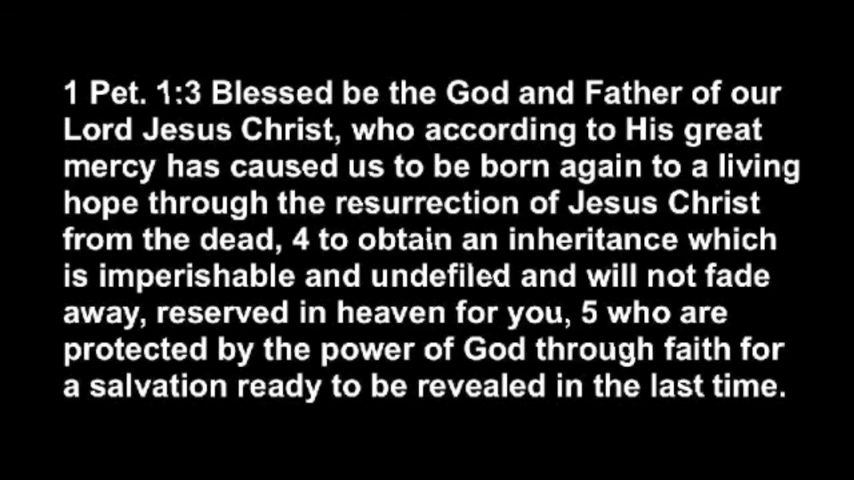 1 Pet. 1:3 Blessed be the God and Father of our
Lord Jesus Christ, who according to His great
mercy has caused us to be born again to a living
hope through the resurrection of Jesus Christ
from the dead, 4 to obtain an inheritance which
is imperishable and undefiled and will not fade
away, reserved in heaven for you, 5 who are
protected by the power of God through faith for
a salvation ready to be revealed in the last time.